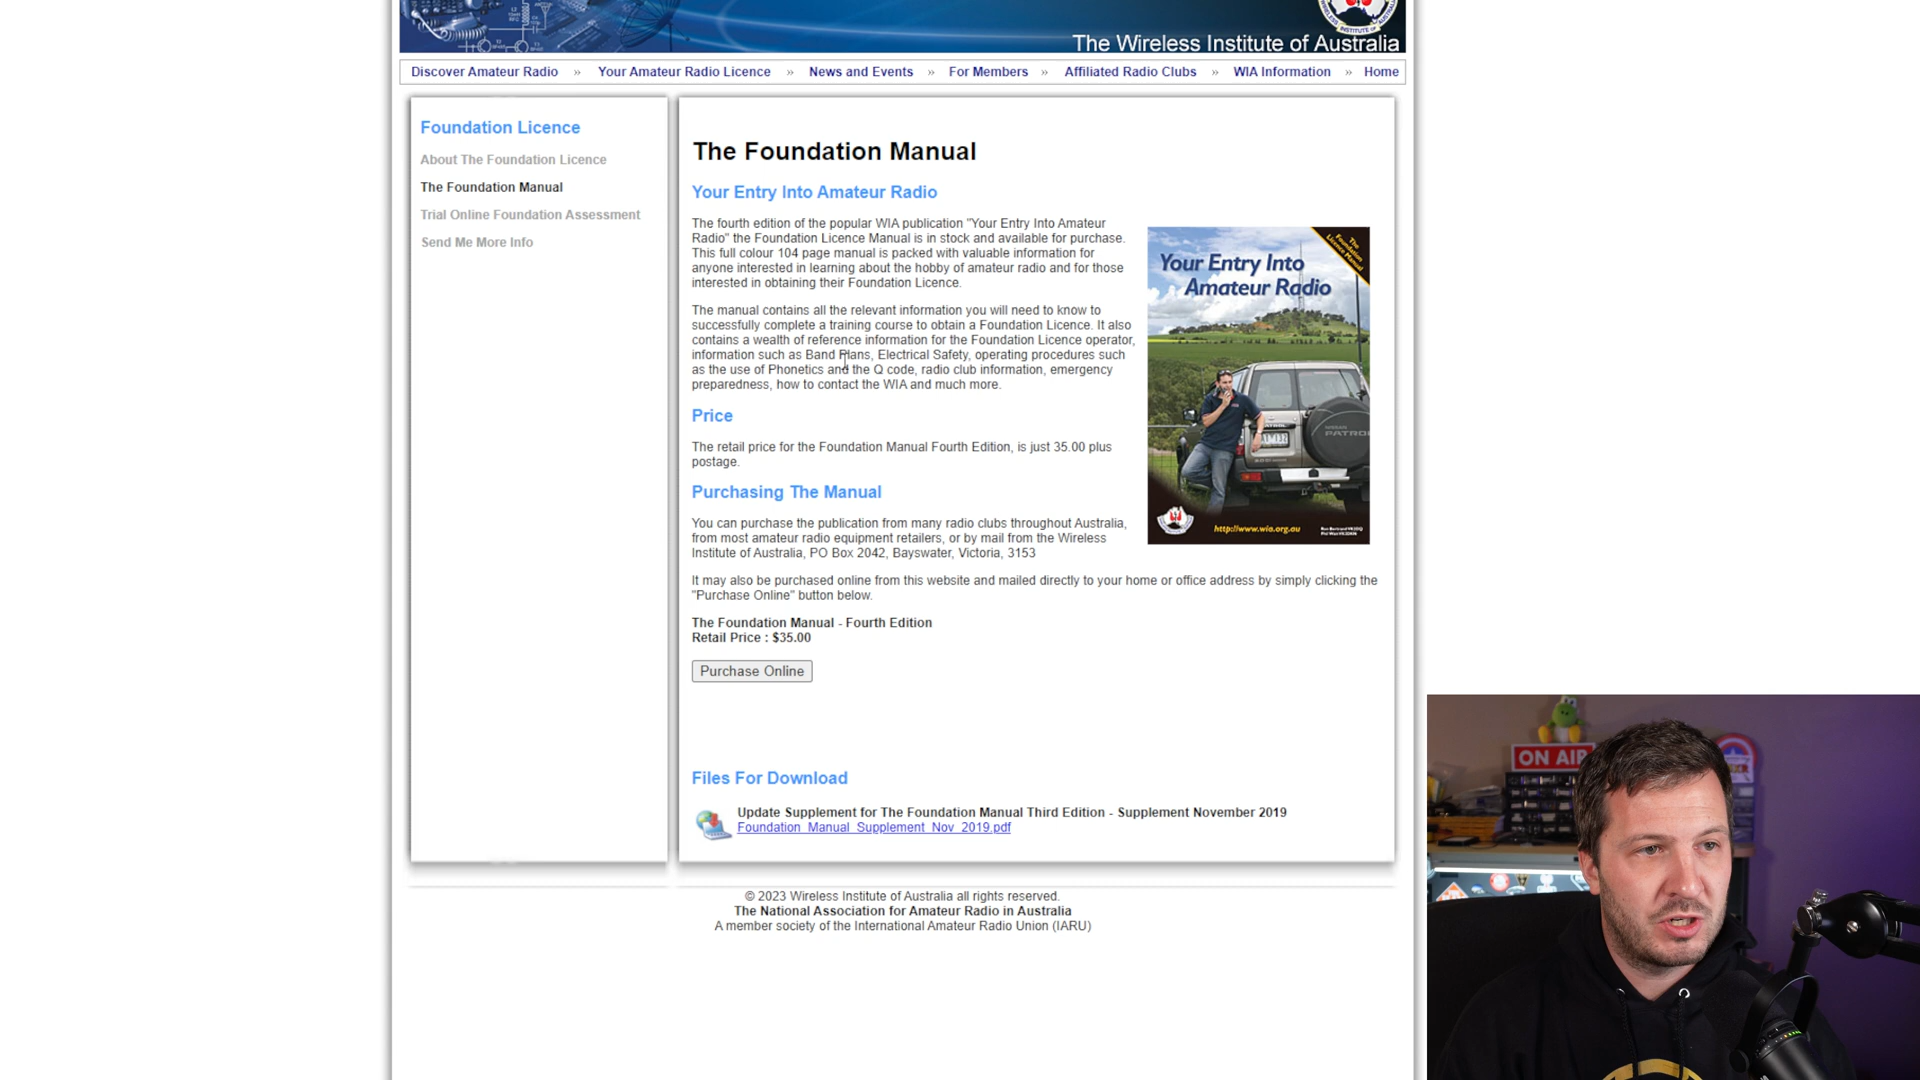 The Wireless Institute of Australia
Discover Amateur Radio » Your Amateur Radio Licence » News and Events » For Members » Affiliated Radio Clubs » WIA Information » Home
Foundation Licence
About The Foundation Licence
The Foundation Manual
Trial Online Foundation Assessment
Send Me More Info
The Foundation Manual
Your Entry Into Amateur Radio
The fourth edition of the popular WIA publication "Your Entry Into Amateur
Radio" the Foundation Licence Manual is in stock and available for purchase.
This full colour 104 page manual is packed with valuable information for
anyone interested in learning about the hobby of amateur radio and for those
interested in obtaining their Foundation Licence.
The manual contains all the relevant information you will need to know to
successfully complete a training course to obtain a Foundation Licence. It also
contains a wealth of reference information for the Foundation Licence operator,
information such as Band Plans, Electrical Safety, operating procedures such
as the use of Phonetics and the Q code, radio club information, emergency
preparedness, how to contact the WIA and much more.
The Foundation Licence Manual
Your Entry Into
Amateur Radio
PATROL
http://www.wia.org.au
Price
The retail price for the Foundation Manual Fourth Edition, is just 35.00 plus
postage.
Purchasing The Manual
You can purchase the publication from many radio clubs throughout Australia,
from most amateur radio equipment retailers, or by mail from the Wireless
Institute of Australia, PO Box 2042, Bayswater, Victoria, 3153
It may also be purchased online from this website and mailed directly to your home or office address by simply clicking the
"Purchase Online" button below.
The Foundation Manual - Fourth Edition
Retail Price : $35.00
Purchase Online
Files For Download
Update Supplement for The Foundation Manual Third Edition - Supplement November 2019
Foundation_Manual_Supplement_Nov_2019.pdf
© 2023 Wireless Institute of Australia all rights reserved.
The National Association for Amateur Radio in Australia
A member society of the International Amateur Radio Union (IARU)
ON AIR